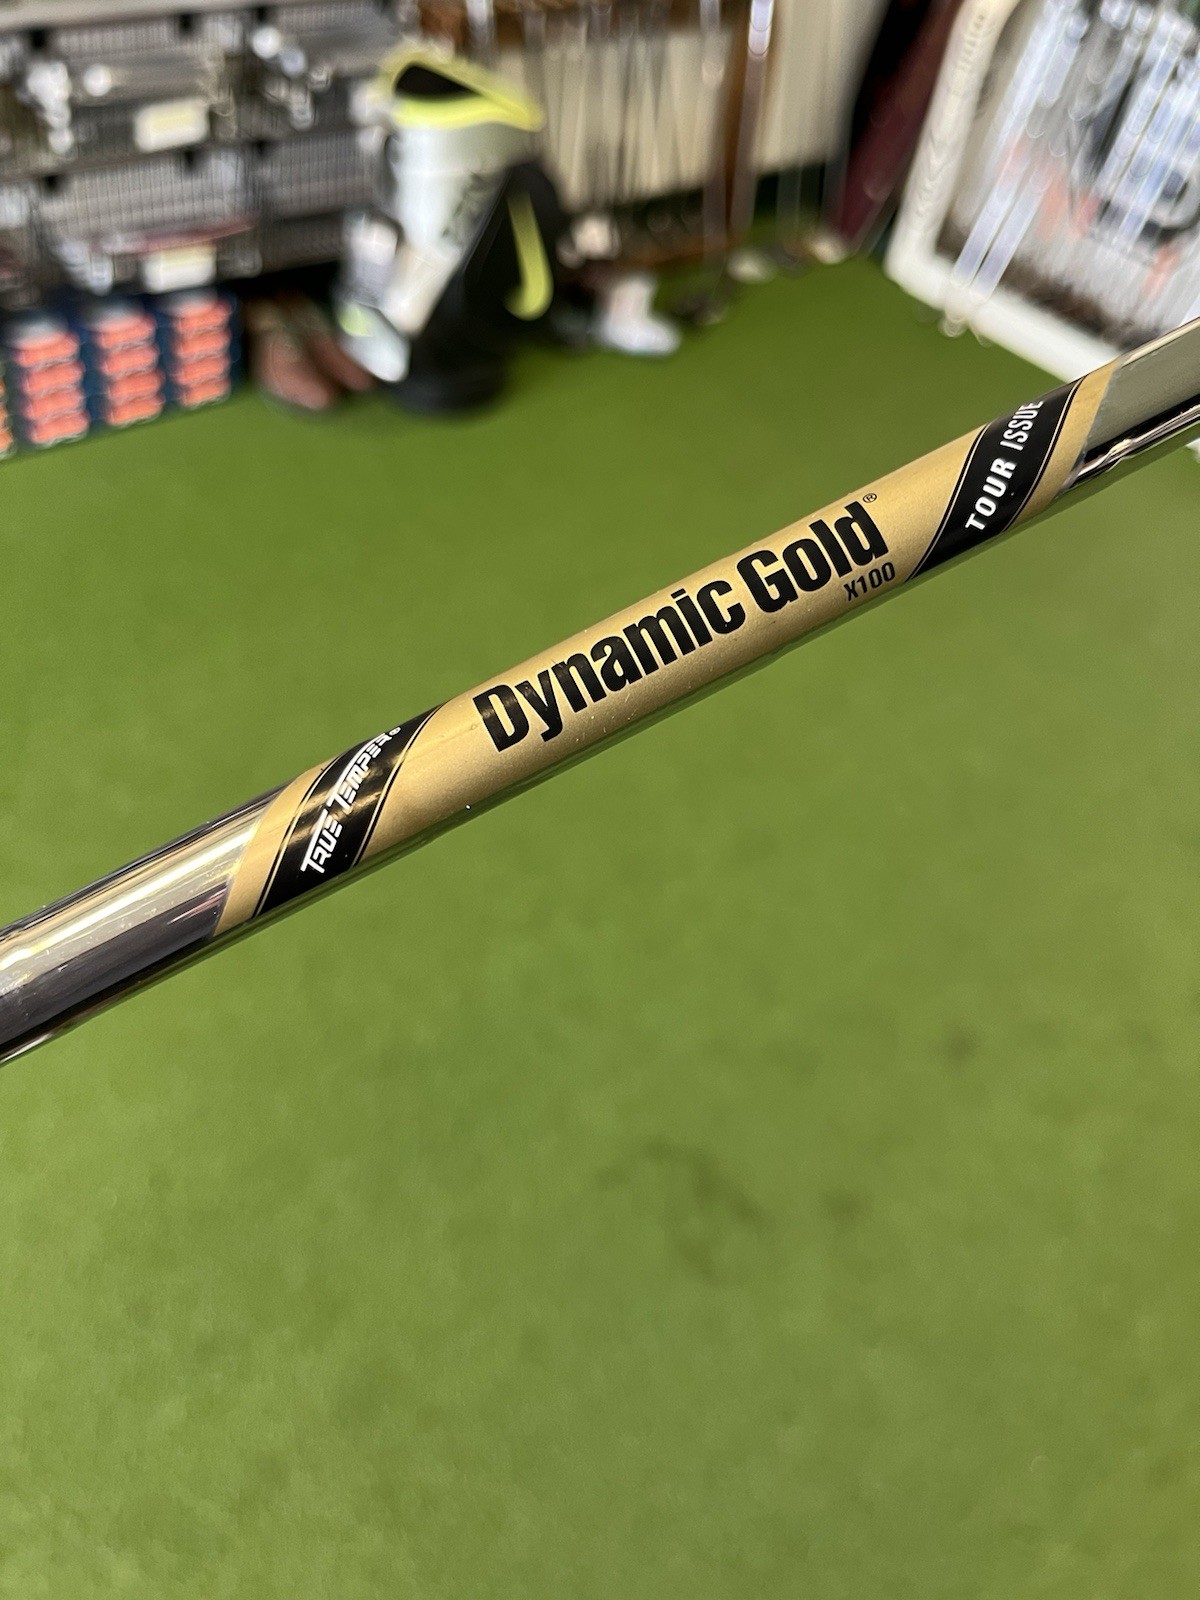 TRUE TEMPER®
Dynamic Gold®
X100
TOUR ISSUE